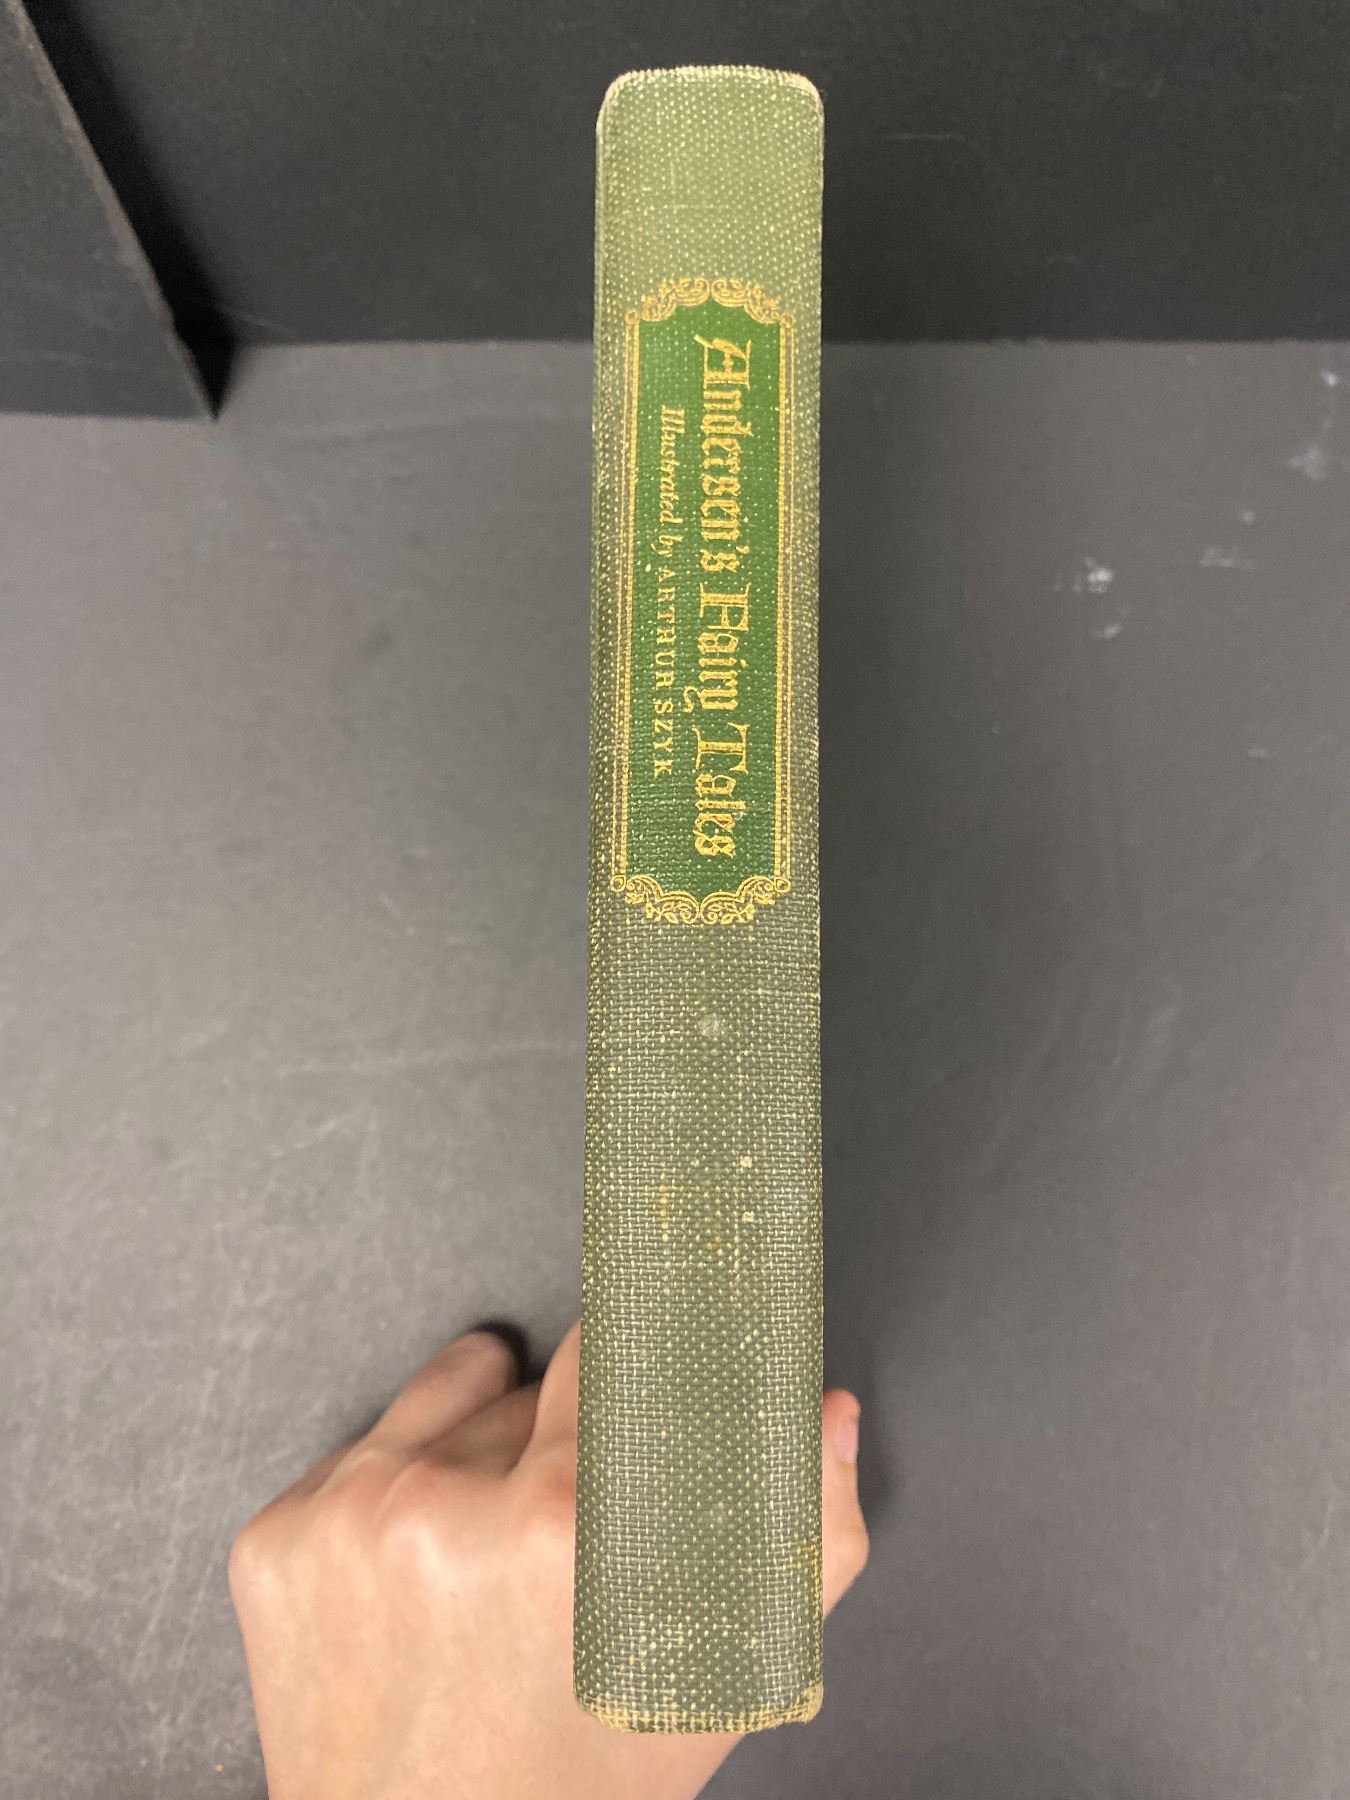 Andersen's Fairy Tales
Illustrated by ARTHUR SZYK